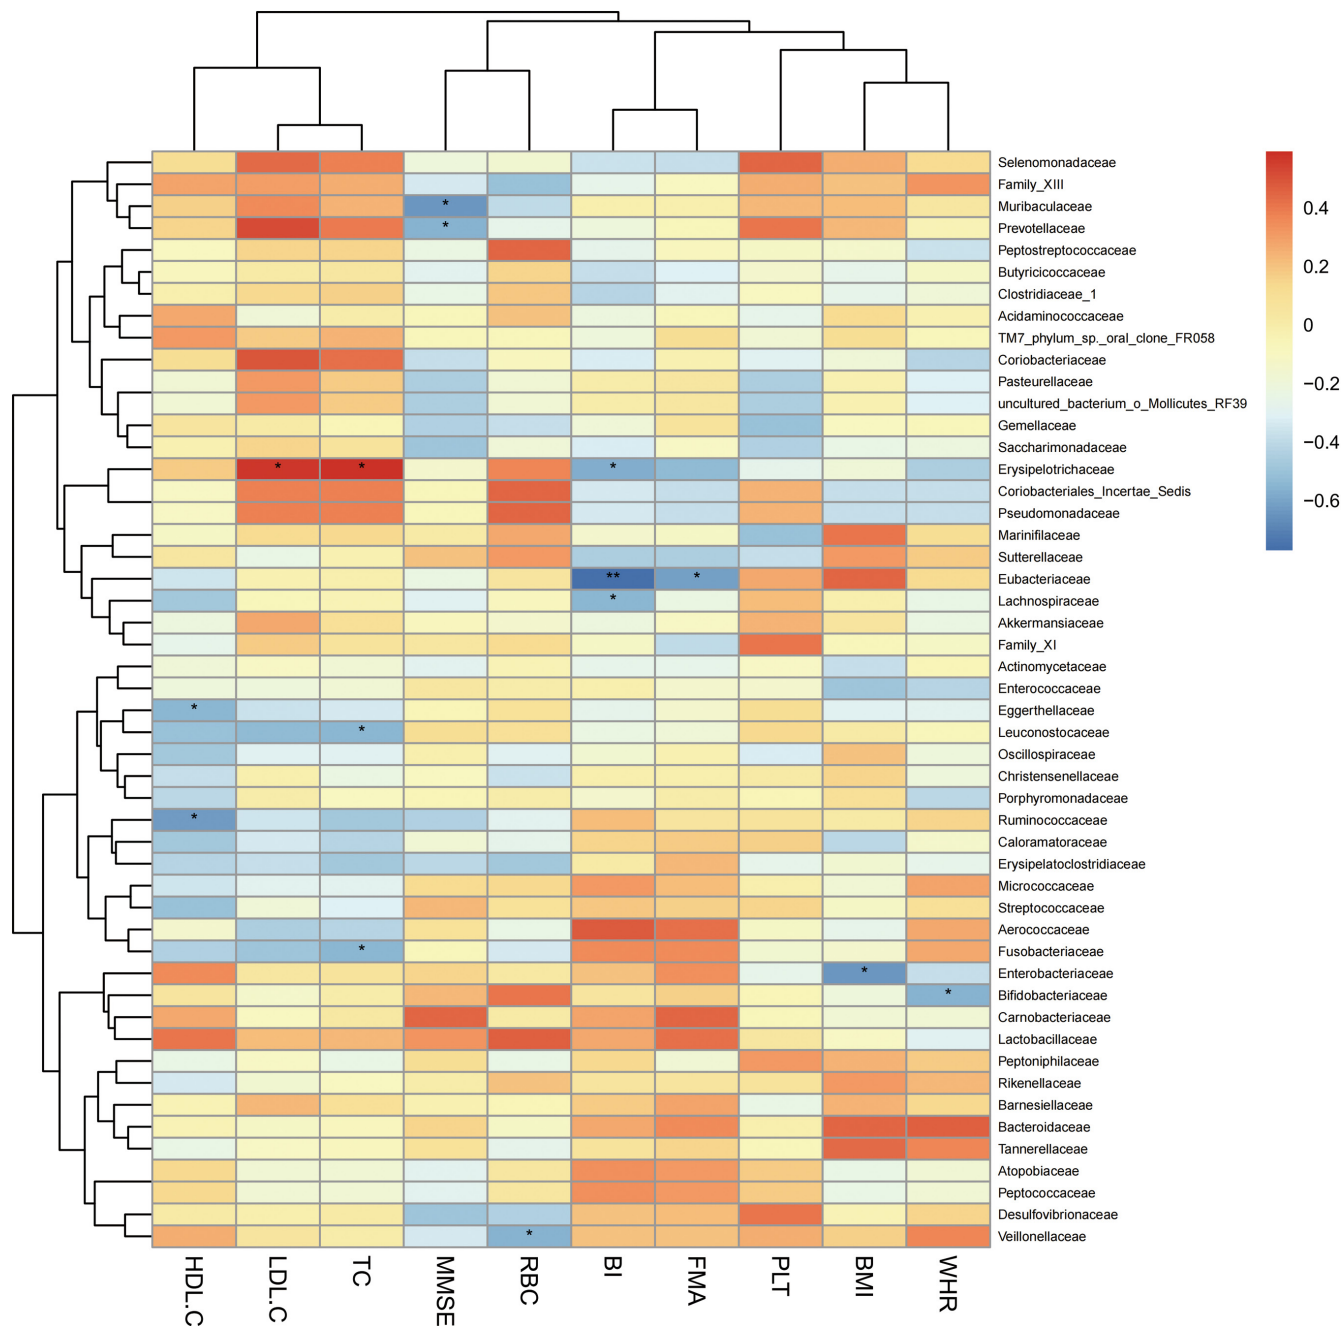 Selenomonadaceae
Family_XIII
Muribaculaceae
*
Prevotellaceae
*
Peptostreptococcaceae
Butyricicoccaceae
Clostridiaceae_1
Acidaminococcaceae
TM7_phylum_sp._oral_clone_FR058
Coriobacteriaceae
Pasteurellaceae
uncultured_bacterium_o_Mollicutes_RF39
Gemellaceae
Saccharimonadaceae
* * * Erysipelotrichaceae
Coriobacteriales_Incertae_Sedis
Pseudomonadaceae
Marinifilaceae
Sutterellaceae
** * Eubacteriaceae
* Lachnospiraceae
Akkermansiaceae
Family_XI
Actinomycetaceae
Enterococcaceae
* Eggerthellaceae
* Leuconostocaceae
Oscillospiraceae
Christensenellaceae
Porphyromonadaceae
* Ruminococcaceae
Caloramatoraceae
Erysipelatoclostridiaceae
Micrococcaceae
Streptococcaceae
Aerococcaceae
* Fusobacteriaceae
* Enterobacteriaceae
* Bifidobacteriaceae
Carnobacteriaceae
Lactobacillaceae
Peptoniphilaceae
Rikenellaceae
Barnesiellaceae
Bacteroidaceae
Tannerellaceae
Atopobiaceae
Peptococcaceae
Desulfovibrionaceae
* Veillonellaceae
HDL.C LDL.C TC MMSE RBC BI FMA PLT BMI WHR
0.4
0.2
0
−0.2
−0.4
−0.6